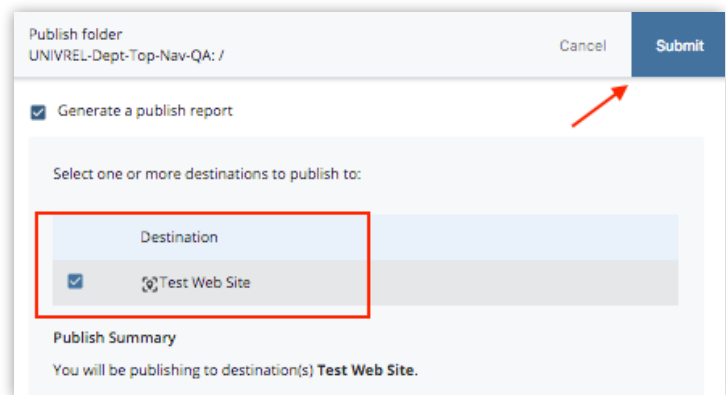 Publish folder
UNIVREL-Dept-Top-Nav-QA: /
Cancel
Submit
Generate a publish report
Select one or more destinations to publish to:
Destination
Test Web Site
Publish Summary
You will be publishing to destination(s) Test Web Site.